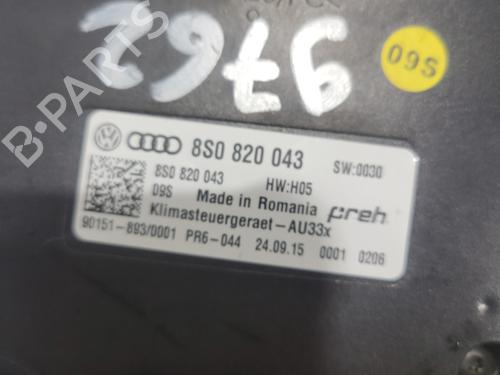 9762
09S
8S0 820 043
SW:0030
8S0 820 043
HW:H05
09S
Made in Romania
preh
Klimasteuergeraet-AU33x
90151-893/0001 PR6-044 24.09.15 0001 0206
B-PARTS